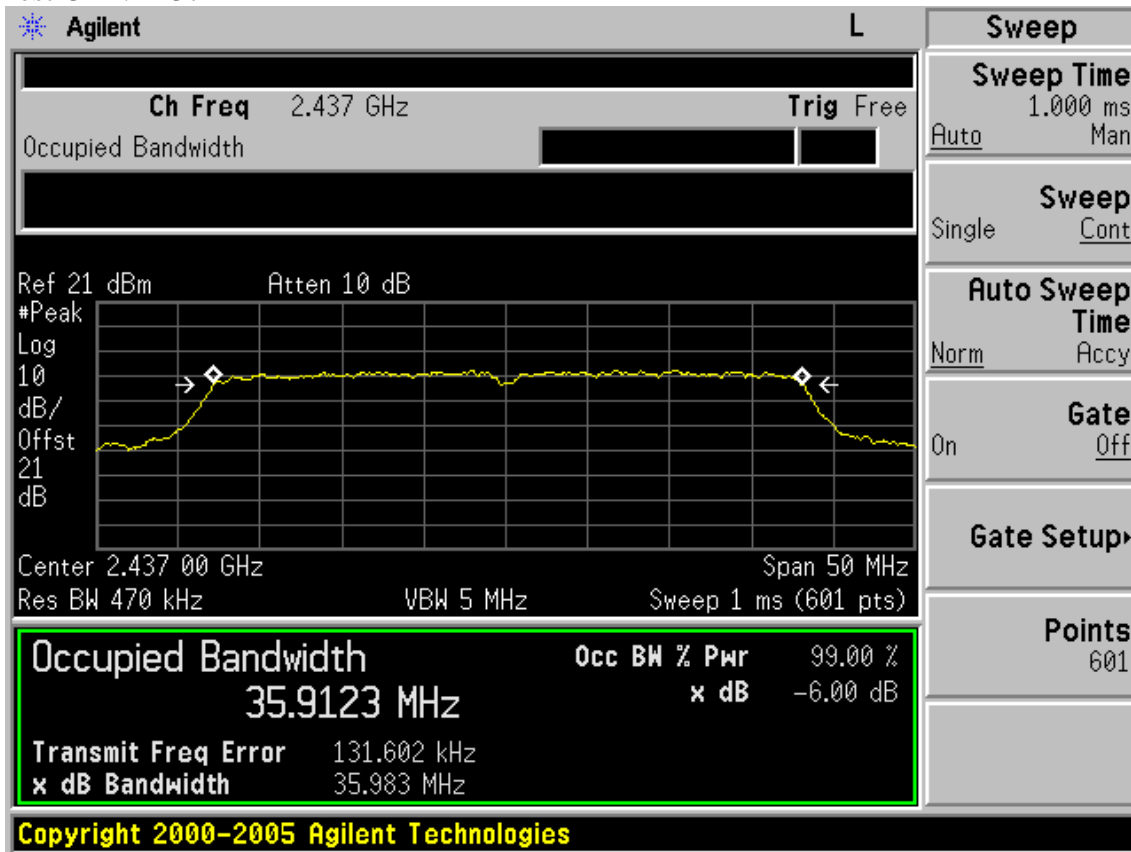 Agilent L
Ch Freq 2.437 GHz Trig Free
Occupied Bandwidth
Ref 21 dBm Atten 10 dB
#Peak
Log
10
dB/
Offst
21
dB
Center 2.437 00 GHz Span 50 MHz
Res BW 470 kHz VBW 5 MHz Sweep 1 ms (601 pts)
Occupied Bandwidth
35.9123 MHz
Occ BW % Pwr 99.00 %
x dB -6.00 dB
Transmit Freq Error 131.602 kHz
x dB Bandwidth 35.983 MHz
Copyright 2000-2005 Agilent Technologies
Sweep
Sweep Time
1.000 ms
Auto Man
Sweep
Single Cont
Auto Sweep
Time
Norm Accy
Gate
On Off
Gate Setup
Points
601